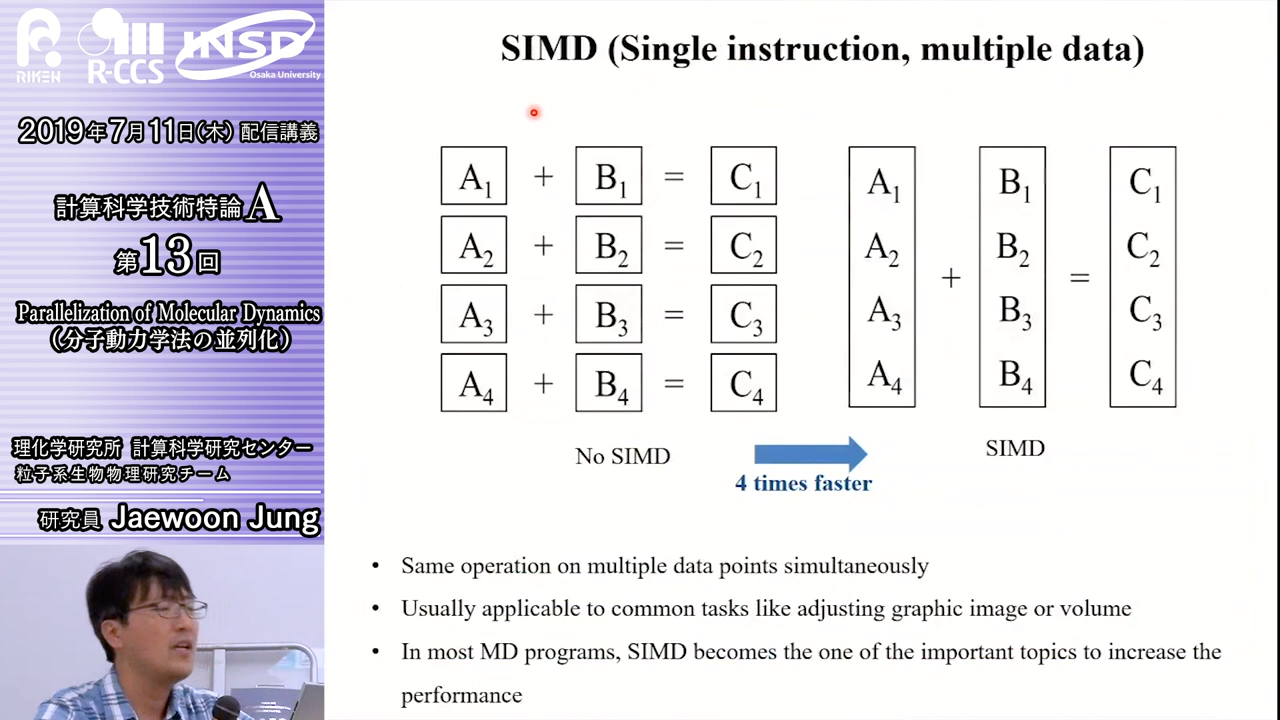 RIKEN
R-CCS
INSD
Osaka University
2019年7月11日(木) 配信講義
計算科学技術特論A
第13回
Parallelization of Molecular Dynamics
(分子動力学法の並列化)
理化学研究所 計算科学研究センター
粒子系生物物理研究チーム
研究員 Jaewoon Jung
SIMD (Single instruction, multiple data)
A1 + B1 = C1
A2 + B2 = C2
A3 + B3 = C3
A4 + B4 = C4
No SIMD
4 times faster
A1 B1 C1
A2 B2 C2
+ =
A3 B3 C3
A4 B4 C4
SIMD
• Same operation on multiple data points simultaneously
• Usually applicable to common tasks like adjusting graphic image or volume
• In most MD programs, SIMD becomes the one of the important topics to increase the
performance